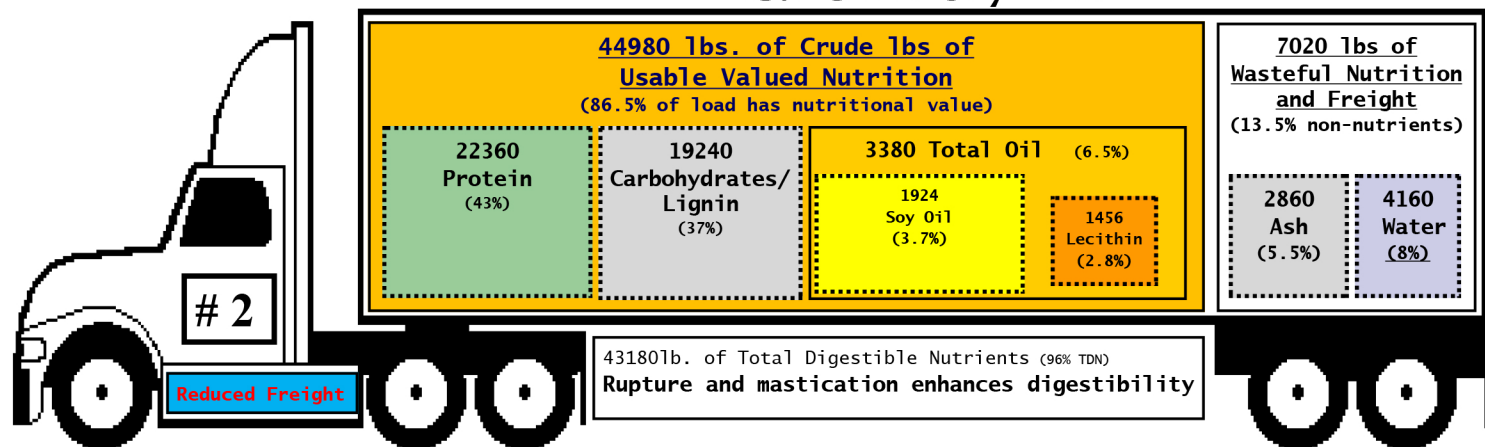 44980 lbs. of Crude lbs of
Usable Valued Nutrition
(86.5% of load has nutritional value)
22360
Protein
(43%)
19240
Carbohydrates/
Lignin
(37%)
3380 Total Oil (6.5%)
1924
Soy Oil
(3.7%)
1456
Lecithin
(2.8%)
7020 lbs of
Wasteful Nutrition
and Freight
(13.5% non-nutrients)
2860
Ash
(5.5%)
4160
Water
(8%)
# 2
Reduced Freight
43180lb. of Total Digestible Nutrients (96% TDN)
Rupture and mastication enhances digestibility